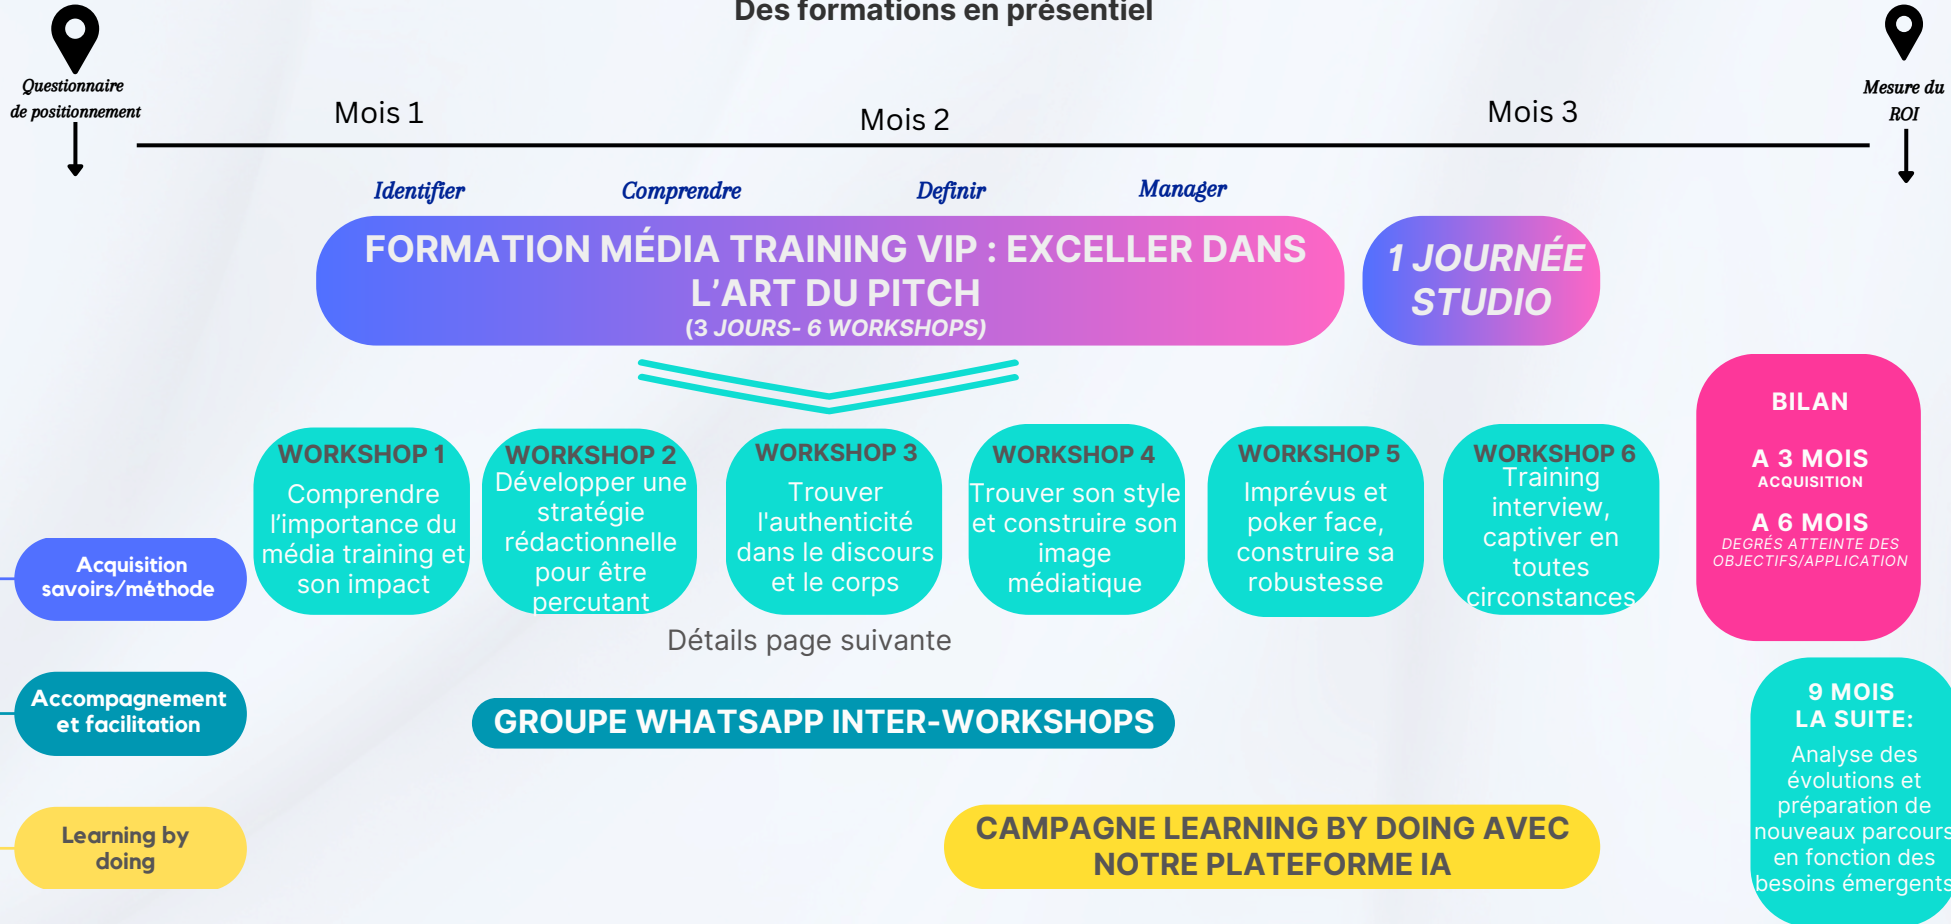 Des formations en présentiel
Questionnaire
de positionnement
Mesure du
ROI
Mois 1
Mois 2
Mois 3
Identifier
Comprendre
Definir
Manager
FORMATION MÉDIA TRAINING VIP : EXCELLER DANS
L’ART DU PITCH
(3 JOURS- 6 WORKSHOPS)
1 JOURNÉE
STUDIO
WORKSHOP 1
Comprendre
l’importance du
média training et
son impact
WORKSHOP 2
Développer une
stratégie
rédactionnelle
pour être
percutant
WORKSHOP 3
Trouver
l'authenticité
dans le discours
et le corps
WORKSHOP 4
Trouver son style
et construire son
image
médiatique
WORKSHOP 5
Imprévus et
poker face,
construire sa
robustesse
WORKSHOP 6
Training
interview,
captiver en
toutes
circonstances
BILAN
A 3 MOIS
ACQUISITION
A 6 MOIS
DEGRÉS ATTEINTE DES
OBJECTIFS/APPLICATION
Acquisition
savoirs/méthode
Détails page suivante
Accompagnement
et facilitation
GROUPE WHATSAPP INTER-WORKSHOPS
9 MOIS
LA SUITE:
Analyse des
évolutions et
préparation de
nouveaux parcours
en fonction des
besoins émergents
Learning by
doing
CAMPAGNE LEARNING BY DOING AVEC
NOTRE PLATEFORME IA